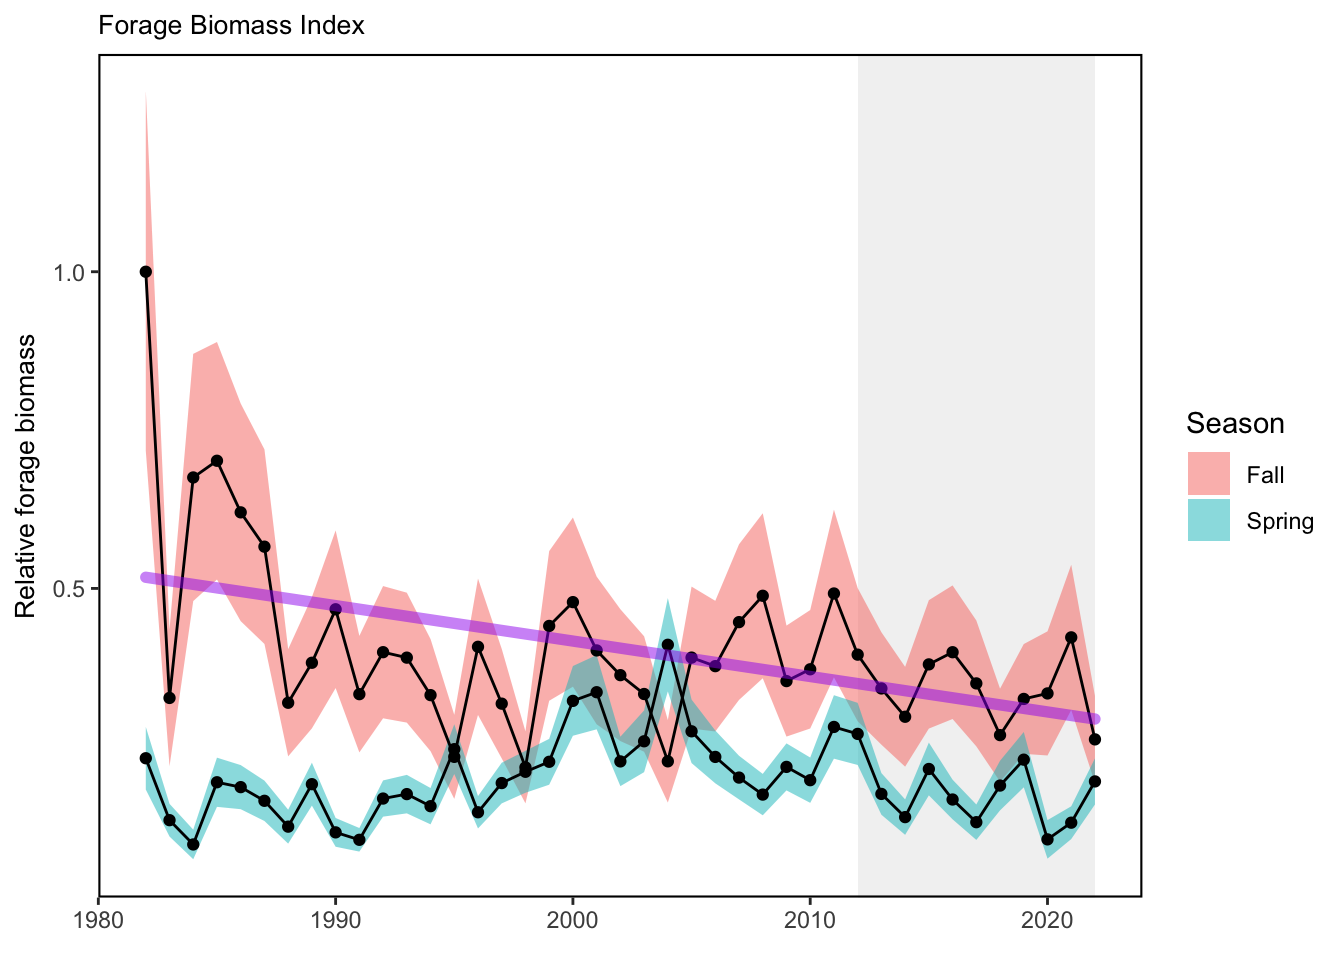 Forage Biomass Index
Relative forage biomass
1.0
0.5
1980
1990
2000
2010
2020
Season
Fall
Spring